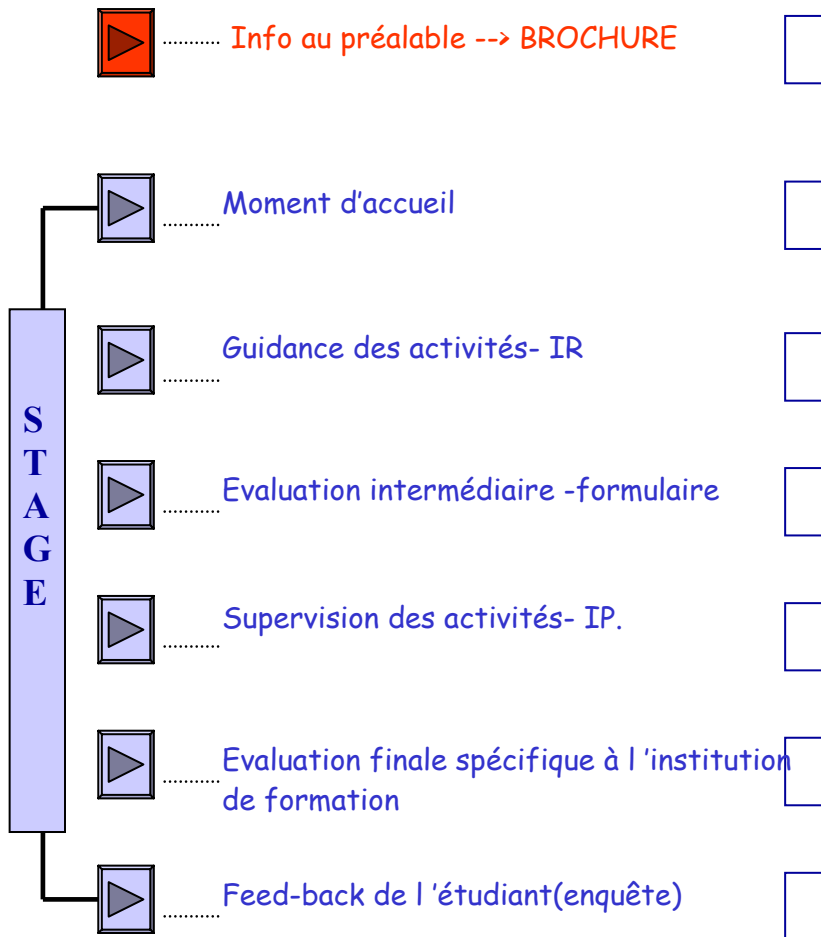 Info au préalable --> BROCHURE
Moment d'accueil
Guidance des activités- IR
S
T
A
G
E
Evaluation intermédiaire -formulaire
Supervision des activités- IP.
Evaluation finale spécifique à l 'institution
de formation
Feed-back de l 'étudiant(enquête)